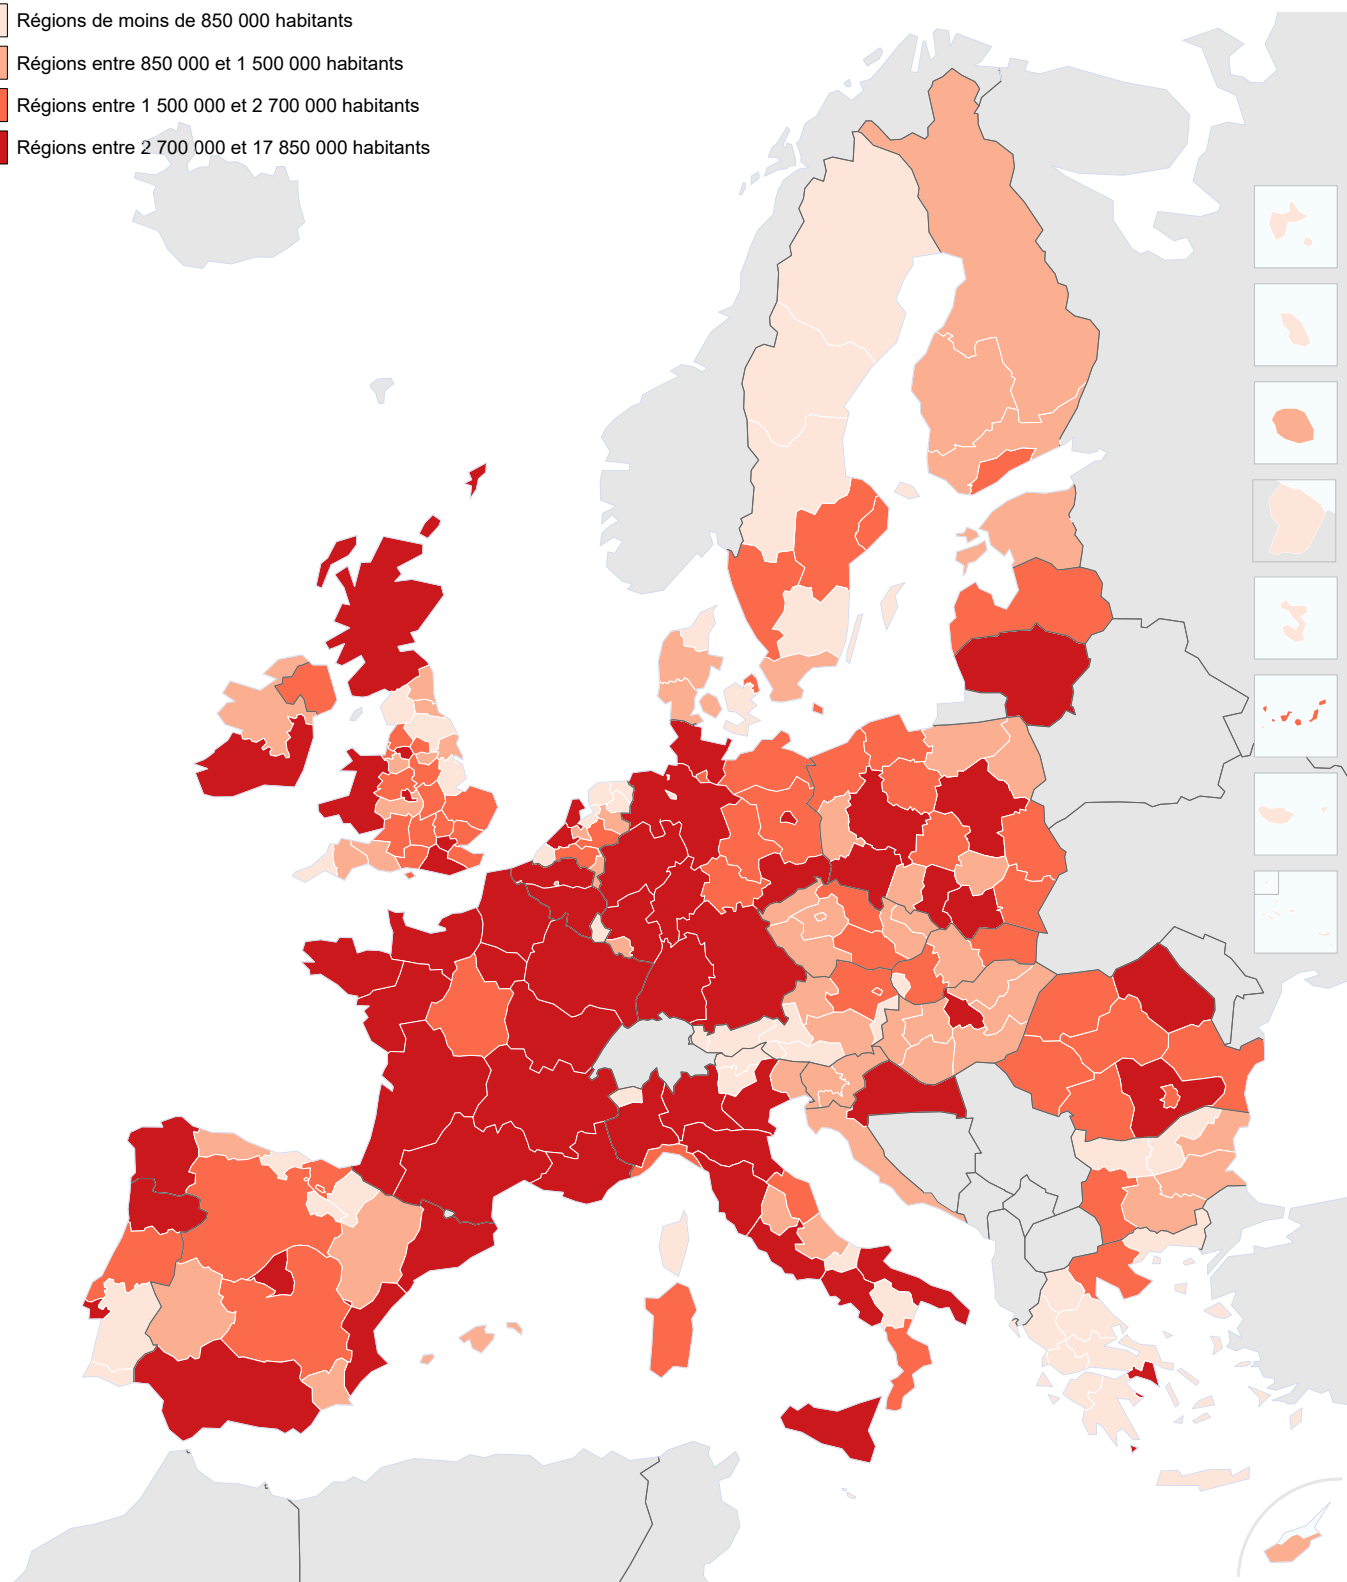 Régions de moins de 850 000 habitants
Régions entre 850 000 et 1 500 000 habitants
Régions entre 1 500 000 et 2 700 000 habitants
Régions entre 2 700 000 et 17 850 000 habitants